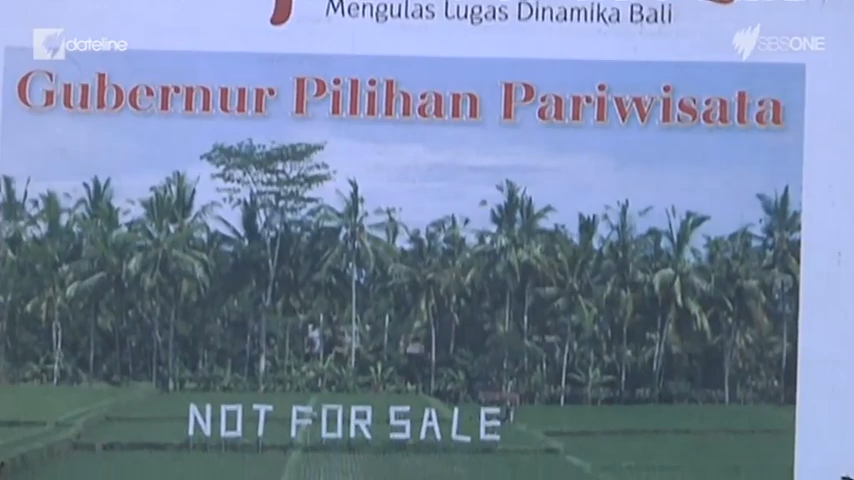 Mengulas Lugas Dinamika Bali
dateline
SBS ONE
Gubernur Pilihan Pariwisata
NOT FOR SALE